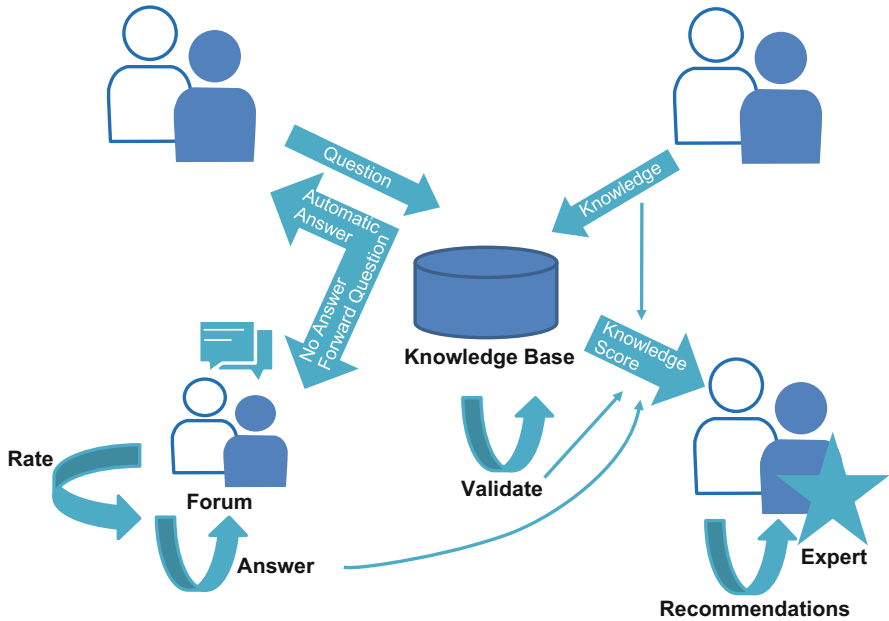 Question
Knowledge
Automatic
Answer
No Answer
Forward Question
Knowledge Base
Knowledge
Score
Rate
Forum
Validate
Answer
Expert
Recommendations